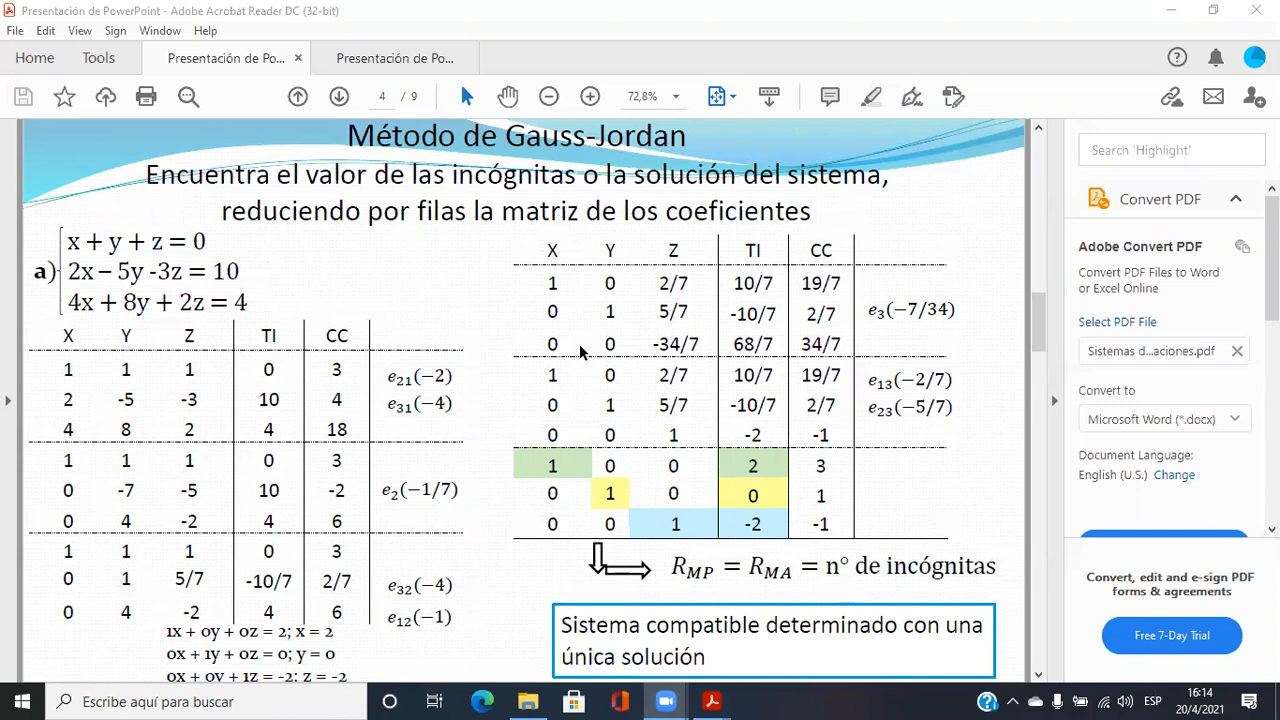 Presentación de PowerPoint - Adobe Acrobat Reader DC (32-bit)
File Edit View Sign Window Help
Home Tools Presentación de Po... × Presentación de Po...
4 / 9 72,8%
Método de Gauss-Jordan
Encuentra el valor de las incógnitas o la solución del sistema,
reduciendo por filas la matriz de los coeficientes
x + y + z = 0
a) 2x – 5y -3z = 10
4x + 8y + 2z = 4
X Y Z TI CC
1 1 1 0 3 e₂₁(−2)
2 -5 -3 10 4 e₃₁(−4)
4 8 2 4 18
1 1 1 0 3
0 -7 -5 10 -2 e₂(−1/7)
0 4 -2 4 6
1 1 1 0 3
0 1 5/7 -10/7 2/7 e₃₂(−4)
0 4 -2 4 6 e₁₂(−1)
1x + 0y + 0z = 2; x = 2
0x + 1y + 0z = 0; y = 0
0x + 0y + 1z = -2; z = -2
X Y Z TI CC
1 0 2/7 10/7 19/7
0 1 5/7 -10/7 2/7 e₃(−7/34)
0 0 -34/7 68/7 34/7
1 0 2/7 10/7 19/7 e₁₃(−2/7)
0 1 5/7 -10/7 2/7 e₂₃(−5/7)
0 0 1 -2 -1
1 0 0 2 3
0 1 0 0 1
0 0 1 -2 -1
R_MP = R_MA = n° de incógnitas
Sistema compatible determinado con una
única solución
Search 'Highlight'
Convert PDF
Adobe Convert PDF
Convert PDF Files to Word
or Excel Online
Select PDF File
Sistemas d...aciones.pdf ×
Convert to
Microsoft Word (*.docx)
Document Language:
English (U.S.) Change
Convert, edit and e-sign PDF
forms & agreements
Free 7-Day Trial
Escribe aquí para buscar
ESP
16:14
20/4/2021